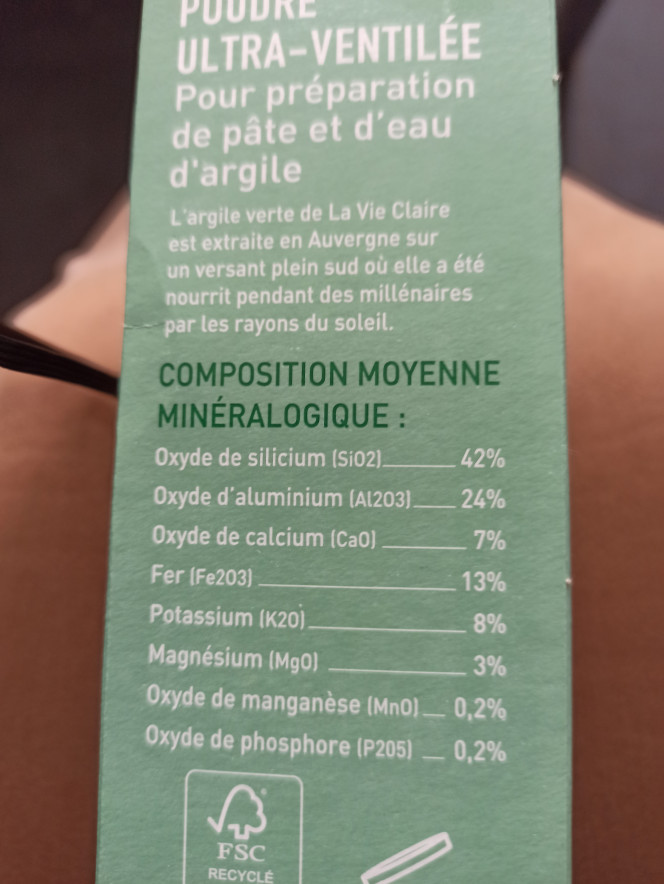 POUDRE
ULTRA-VENTILÉE
Pour préparation
de pâte et d'eau
d'argile
L'argile verte de La Vie Claire
est extraite en Auvergne sur
un versant plein sud où elle a été
nourrit pendant des millénaires
par les rayons du soleil.
COMPOSITION MOYENNE
MINÉRALOGIQUE :
Oxyde de silicium (SiO2) 42%
Oxyde d'aluminium (AL2O3) 24%
Oxyde de calcium (CaO) 7%
Fer (Fe2O3) 13%
Potassium (K2O) 8%
Magnésium (MgO) 3%
Oxyde de manganèse (MnO) 0,2%
Oxyde de phosphore (P2O5) 0,2%
FSC
RECYCLÉ